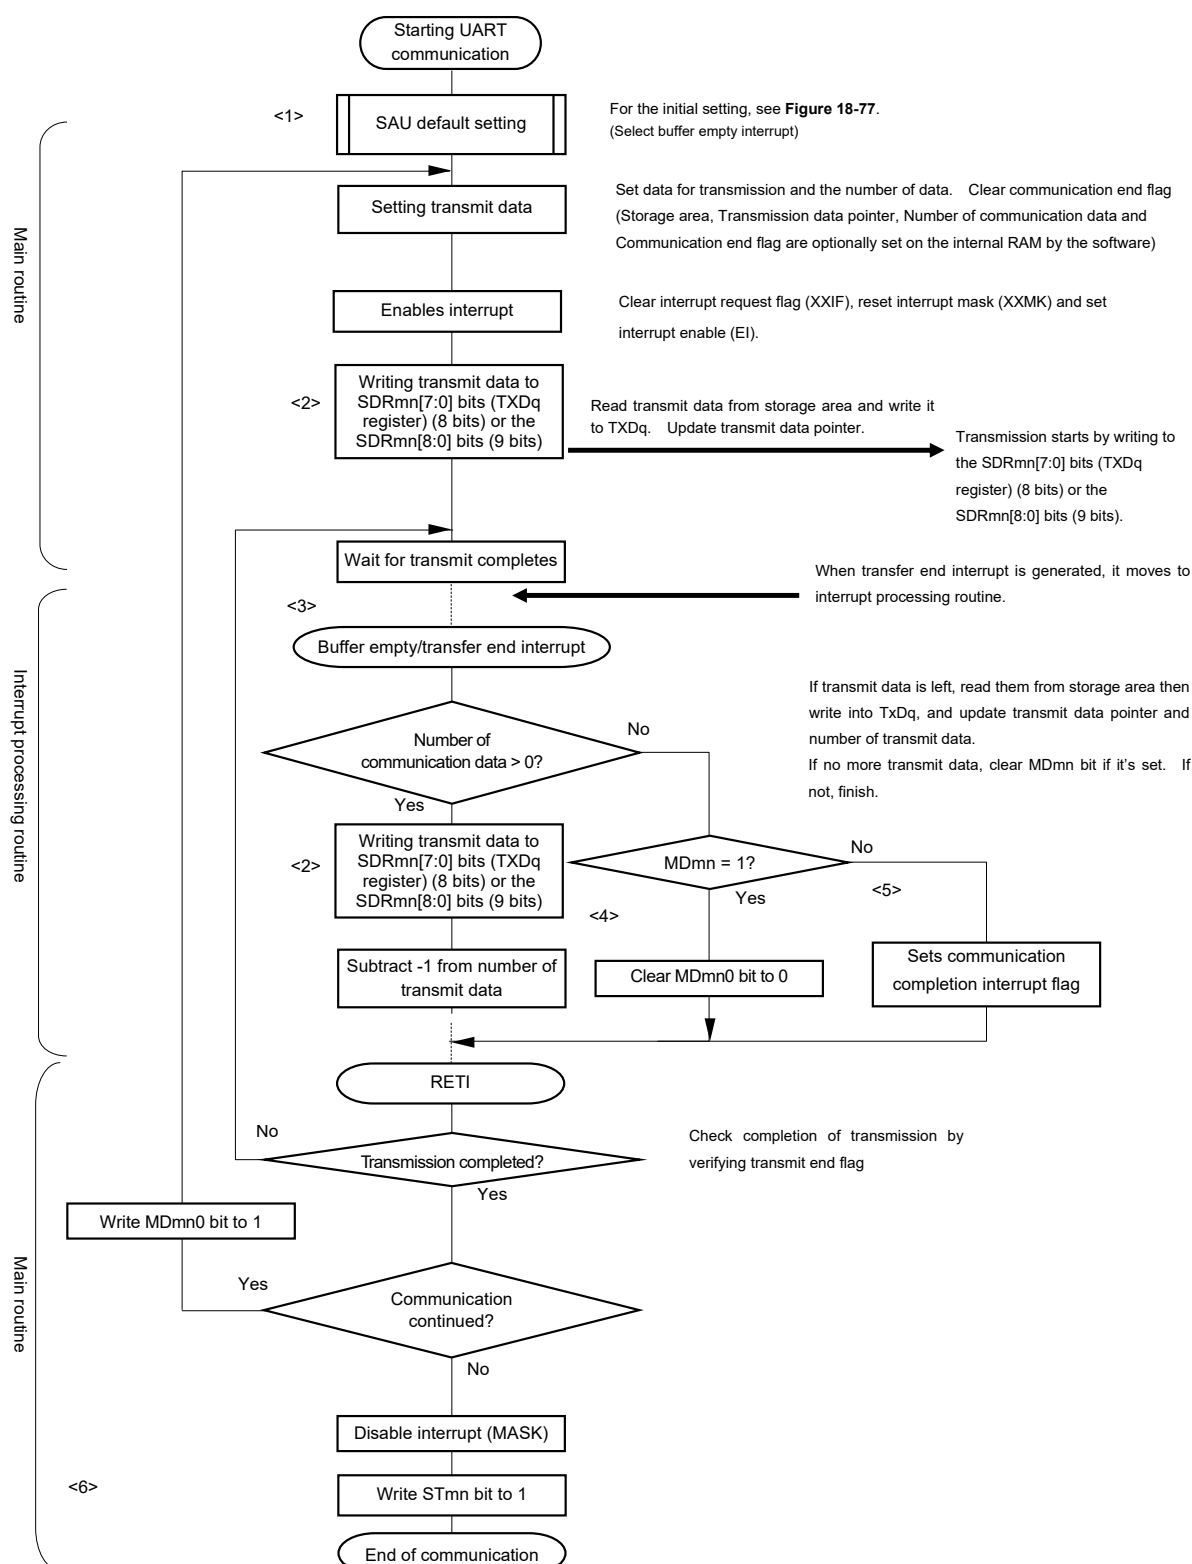 Starting UART
communication
<1>
SAU default setting
For the initial setting, see Figure 18-77.
(Select buffer empty interrupt)
Main routine
Setting transmit data
Set data for transmission and the number of data. Clear communication end flag
(Storage area, Transmission data pointer, Number of communication data and
Communication end flag are optionally set on the internal RAM by the software)
Enables interrupt
Clear interrupt request flag (XXIF), reset interrupt mask (XXMK) and set
interrupt enable (EI).
<2>
Writing transmit data to
SDRmn[7:0] bits (TXDq
register) (8 bits) or the
SDRmn[8:0] bits (9 bits)
Read transmit data from storage area and write it
to TXDq. Update transmit data pointer.
Transmission starts by writing to
the SDRmn[7:0] bits (TXDq
register) (8 bits) or the
SDRmn[8:0] bits (9 bits).
Wait for transmit completes
When transfer end interrupt is generated, it moves to
interrupt processing routine.
<3>
Buffer empty/transfer end interrupt
Interrupt processing routine
If transmit data is left, read them from storage area then
write into TxDq, and update transmit data pointer and
number of transmit data.
If no more transmit data, clear MDmn bit if it's set. If
not, finish.
Number of
communication data > 0?
No
Yes
<2>
Writing transmit data to
SDRmn[7:0] bits (TXDq
register) (8 bits) or the
SDRmn[8:0] bits (9 bits)
MDmn = 1?
No
Yes
<4>
<5>
Subtract -1 from number of
transmit data
Clear MDmn0 bit to 0
Sets communication
completion interrupt flag
RETI
No
Transmission completed?
Check completion of transmission by
verifying transmit end flag
Yes
Write MDmn0 bit to 1
Main routine
Yes
Communication
continued?
No
Disable interrupt (MASK)
<6>
Write STmn bit to 1
End of communication